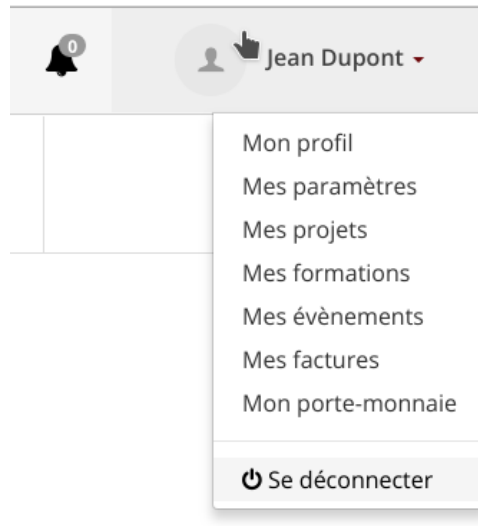 0
Jean Dupont
Mon profil
Mes paramètres
Mes projets
Mes formations
Mes évènements
Mes factures
Mon porte-monnaie
Se déconnecter